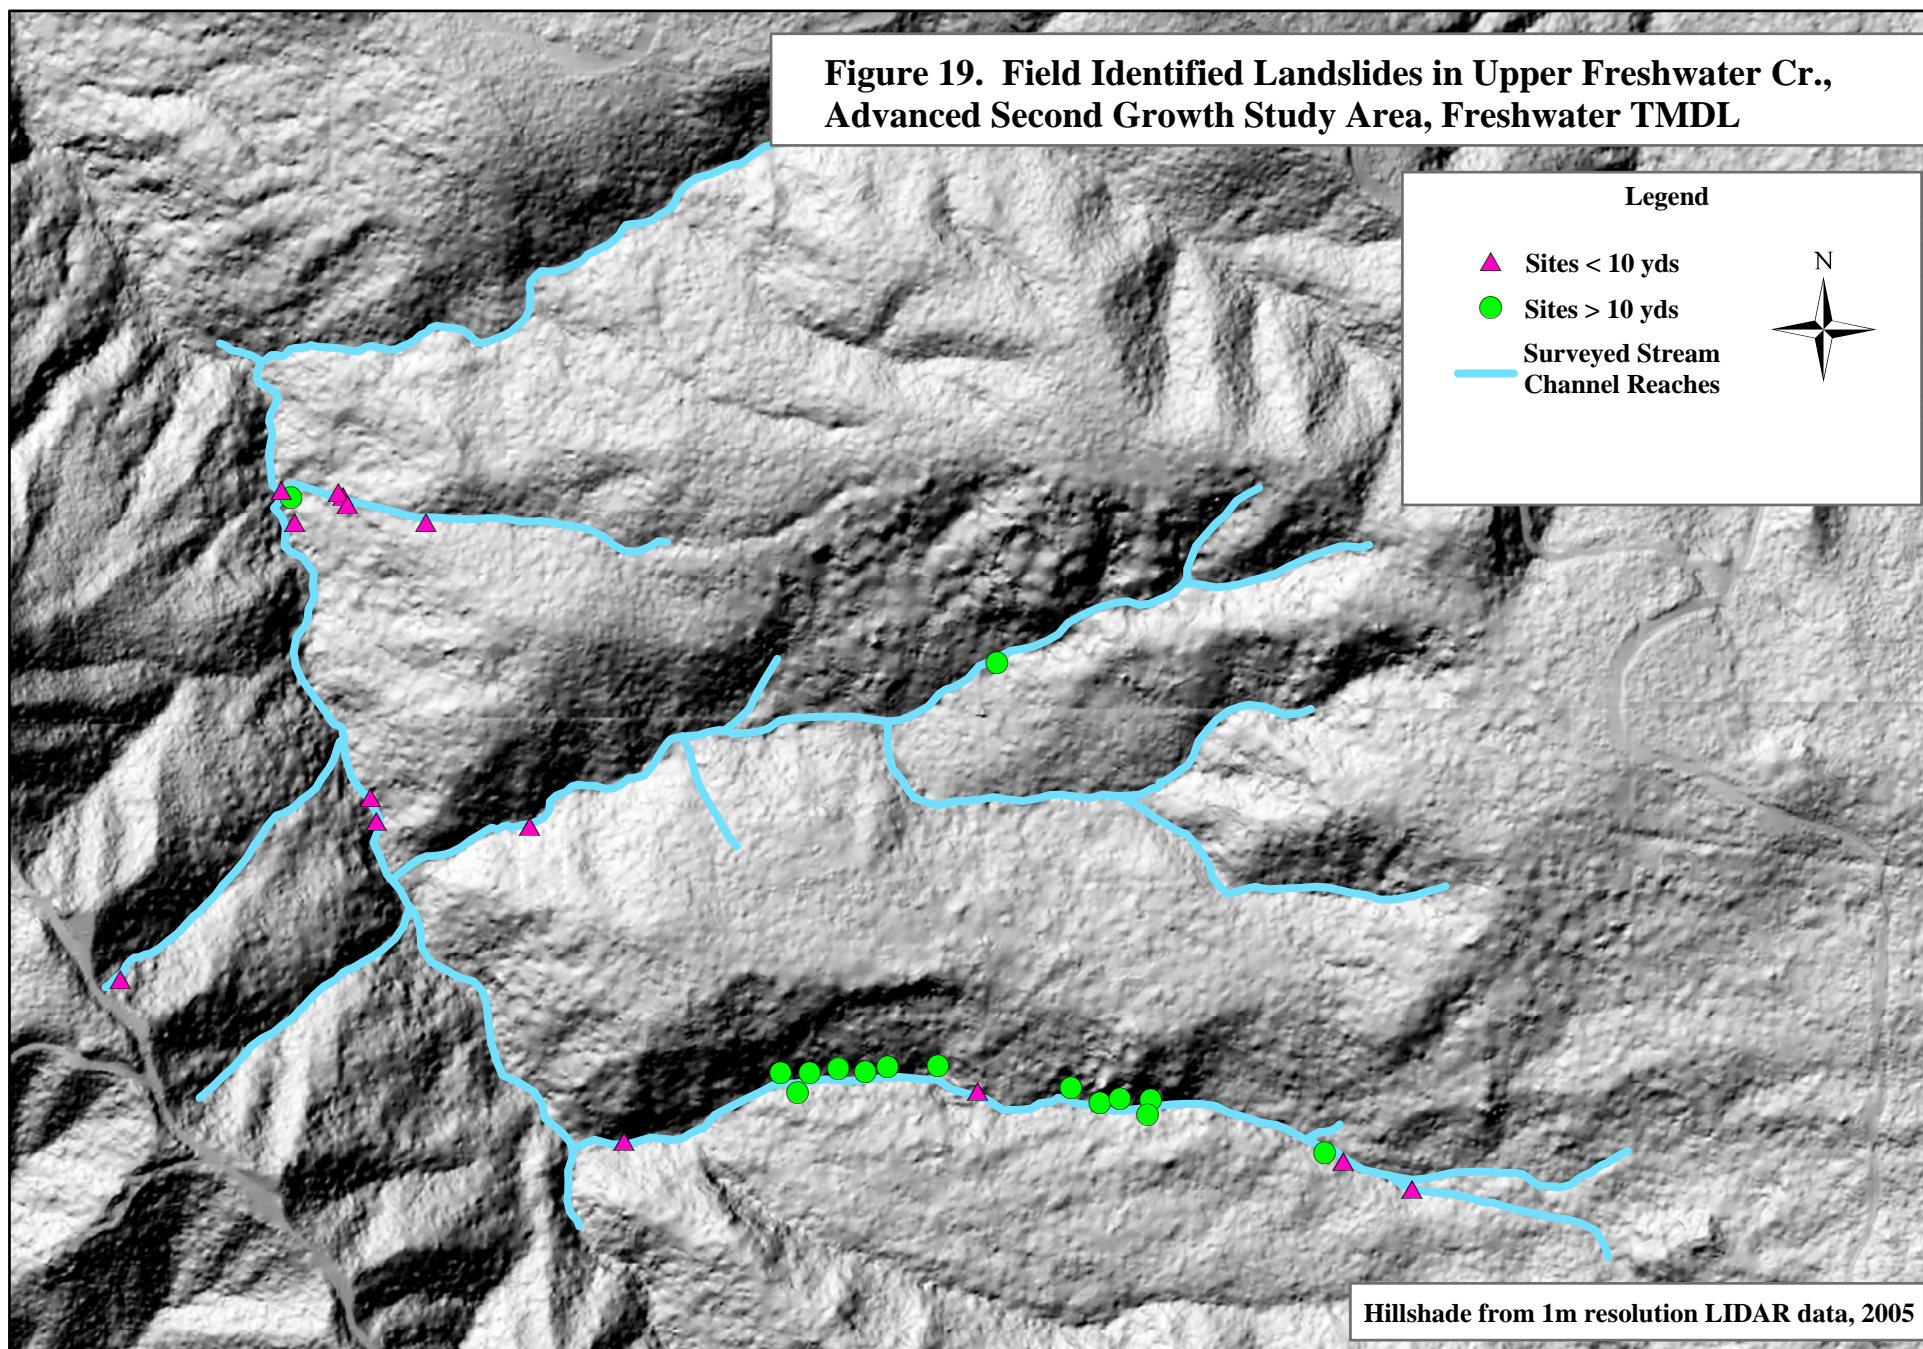 Figure 19. Field Identified Landslides in Upper Freshwater Cr.,
Advanced Second Growth Study Area, Freshwater TMDL
Legend
Sites < 10 yds
Sites > 10 yds
Surveyed Stream
Channel Reaches
N
Hillshade from 1m resolution LIDAR data, 2005